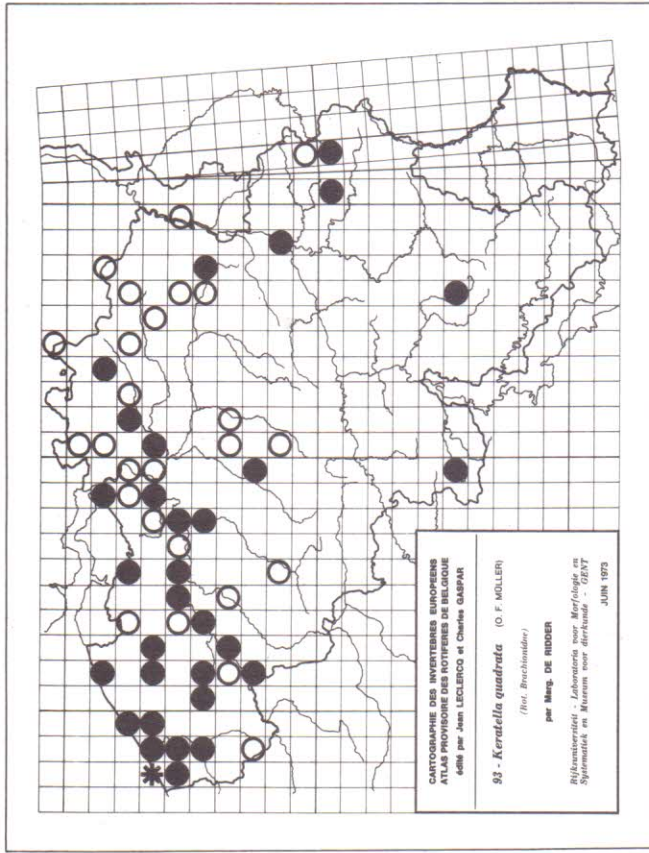 CARTOGRAPHIE DES INVERTEBRES EUROPEENS
ATLAS PROVISOIRE DES ROTIFERES DE BELGIQUE
édité par Jean LECLERCQ et Charles GASPAR
93 - Keratella quadrata (O. F. MÜLLER)
(Rot. Brachionidae)
par Marg. DE RIDDER
Rijksuniversiteit - Laboratoria voor Morfologie en
Systematiek en Museum voor dierkunde - GENT
JUIN 1973